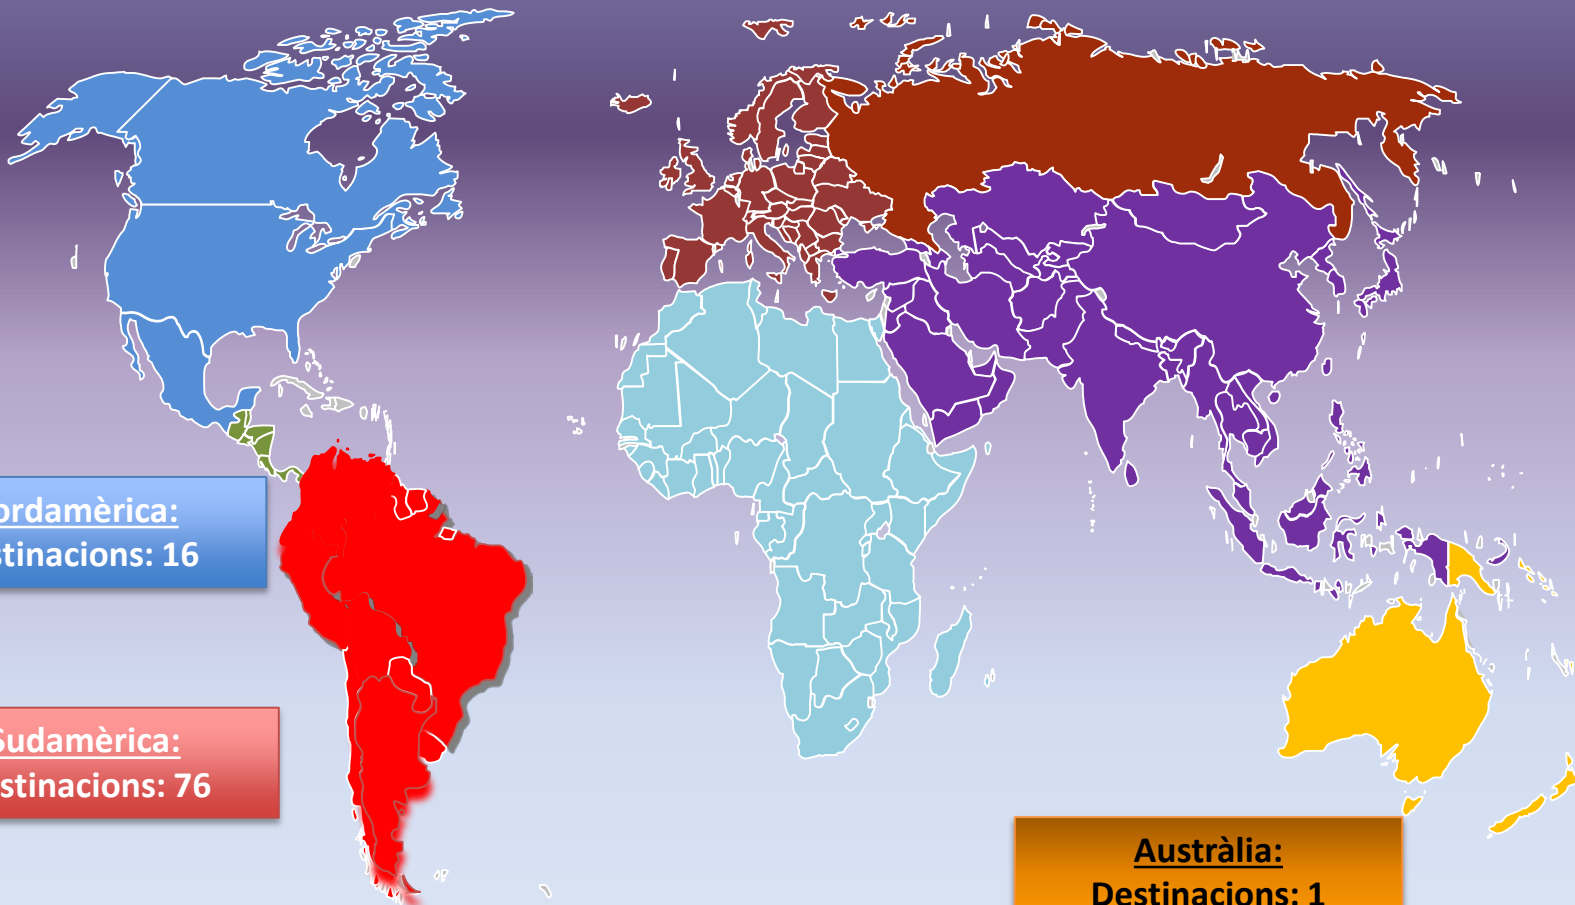 ordamèrica:
stinacions: 16
Sudamèrica:
stinacions: 76
Austràlia:
Destinacions: 1